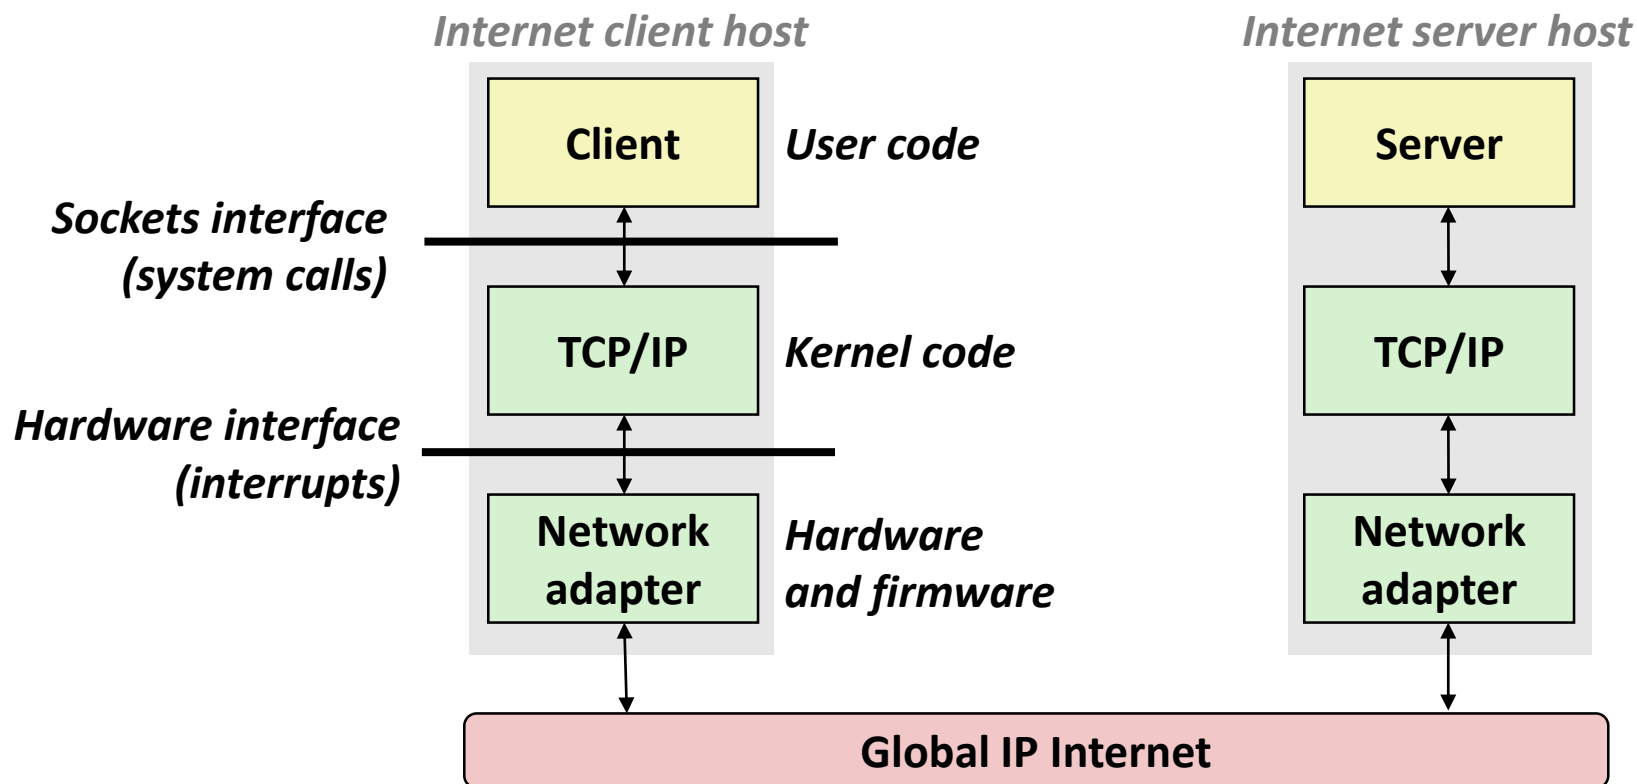 Internet client host
Internet server host
Client
User code
Server
Sockets interface
(system calls)
TCP/IP
Kernel code
TCP/IP
Hardware interface
(interrupts)
Network
adapter
Hardware
and firmware
Network
adapter
Global IP Internet